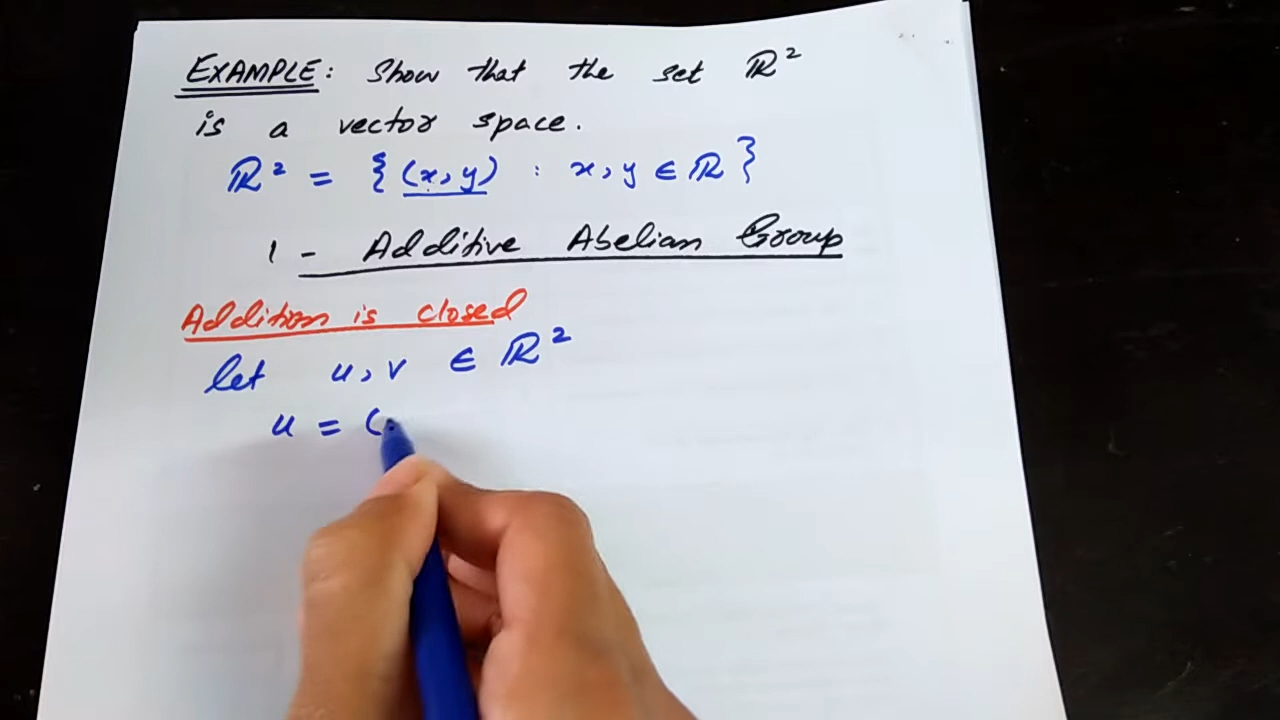 EXAMPLE: Show that the set ℝ²
is a vector space.
ℝ² = {(x,y) : x,y ∈ ℝ}
1 - Additive Abelian Group
Addition is closed
let u,v ∈ ℝ²
u = (